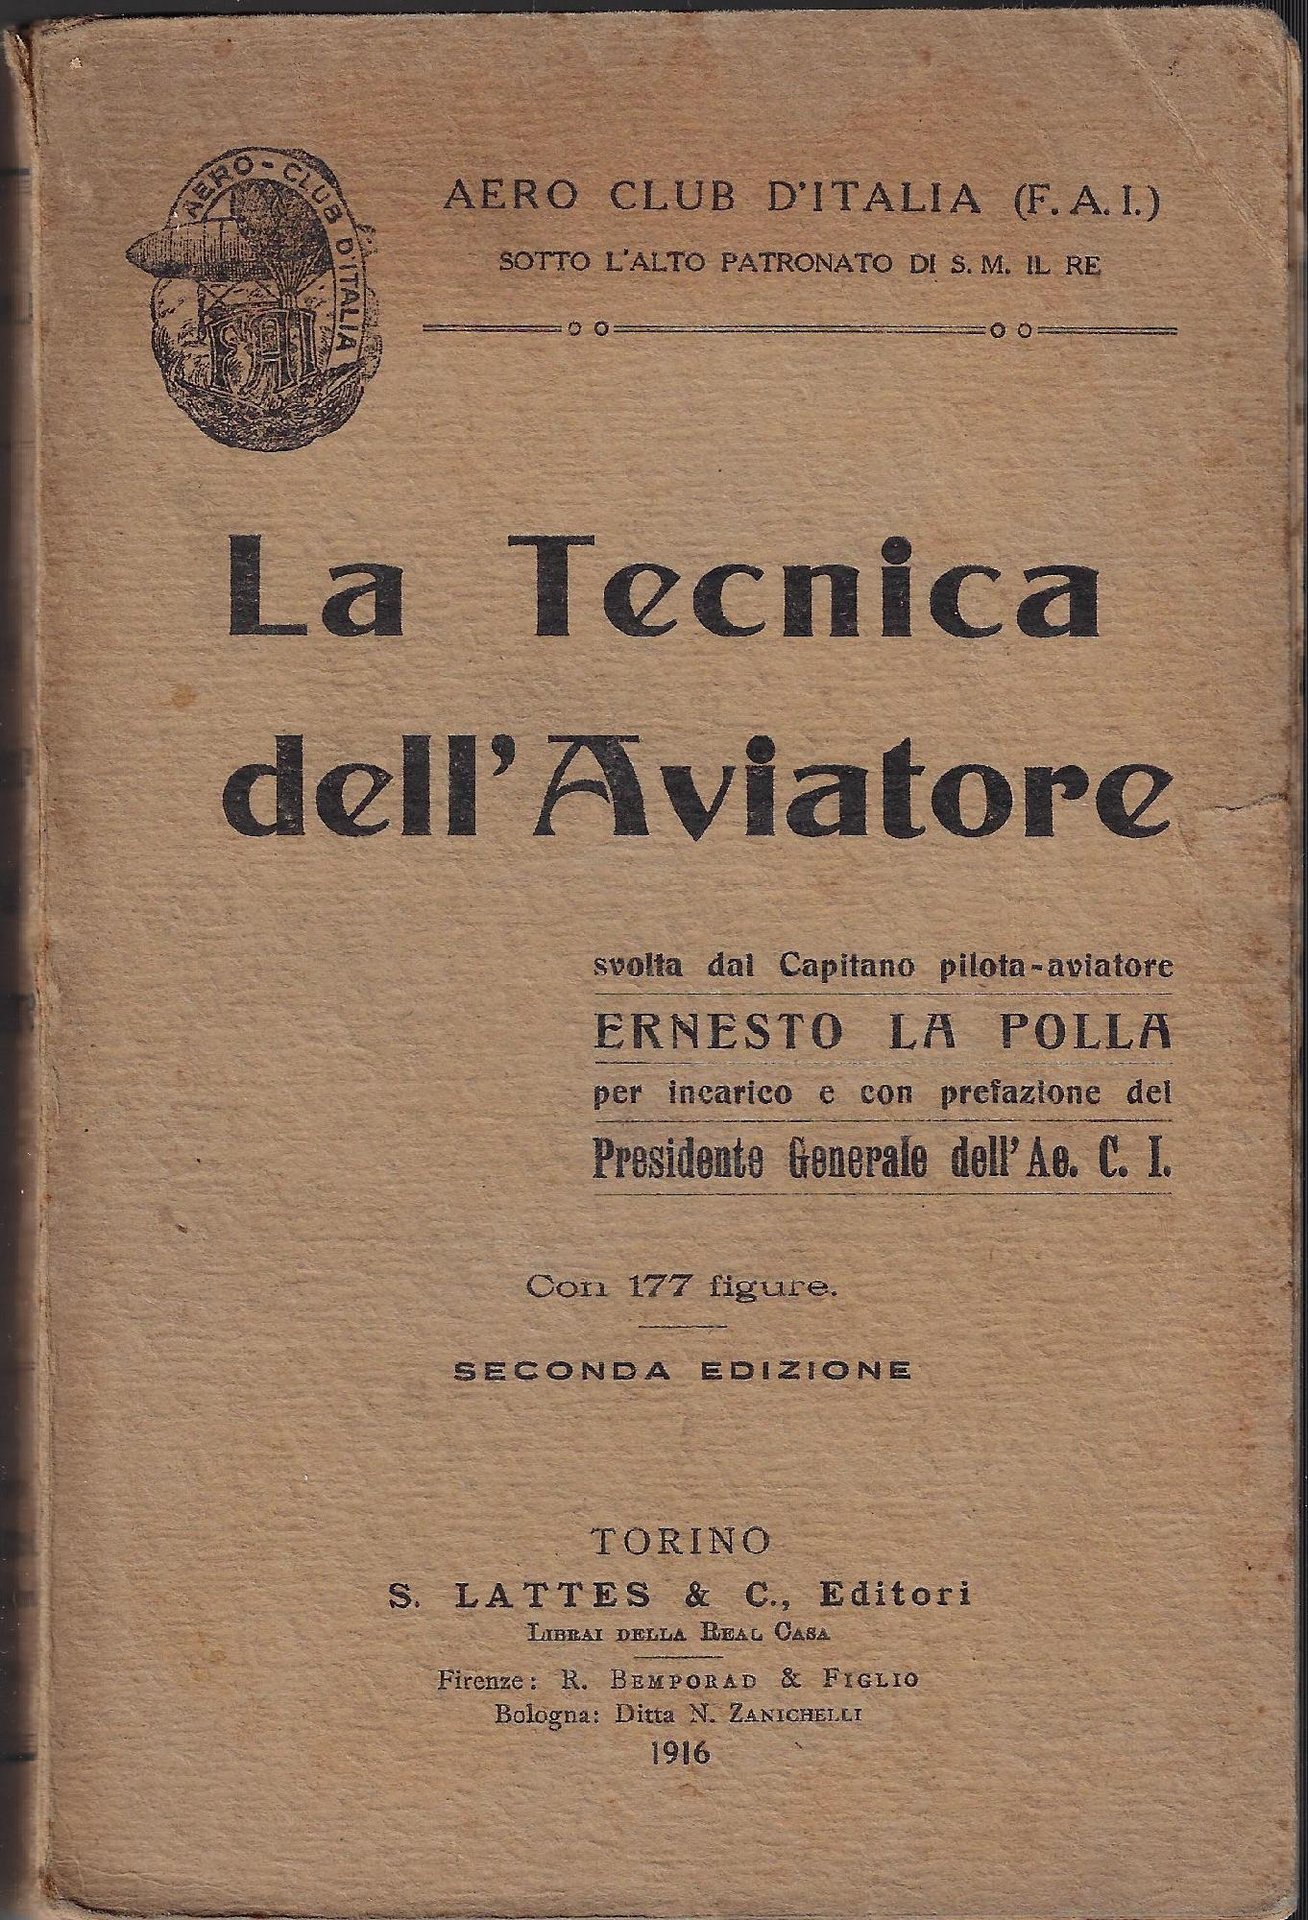 AERO-CLUB D'ITALIA
FAI
AERO CLUB D'ITALIA (F. A. I.)
SOTTO L'ALTO PATRONATO DI S. M. IL RE
La Tecnica
dell'Aviatore
svolta dal Capitano pilota-aviatore
ERNESTO LA POLLA
per incarico e con prefazione del
Presidente Generale dell'Ae. C. I.
Con 177 figure.
SECONDA EDIZIONE
TORINO
S. LATTES & C., Editori
LIBRAI DELLA REAL CASA
Firenze: R. BEMPORAD & FIGLIO
Bologna: Ditta N. ZANICHELLI
1916